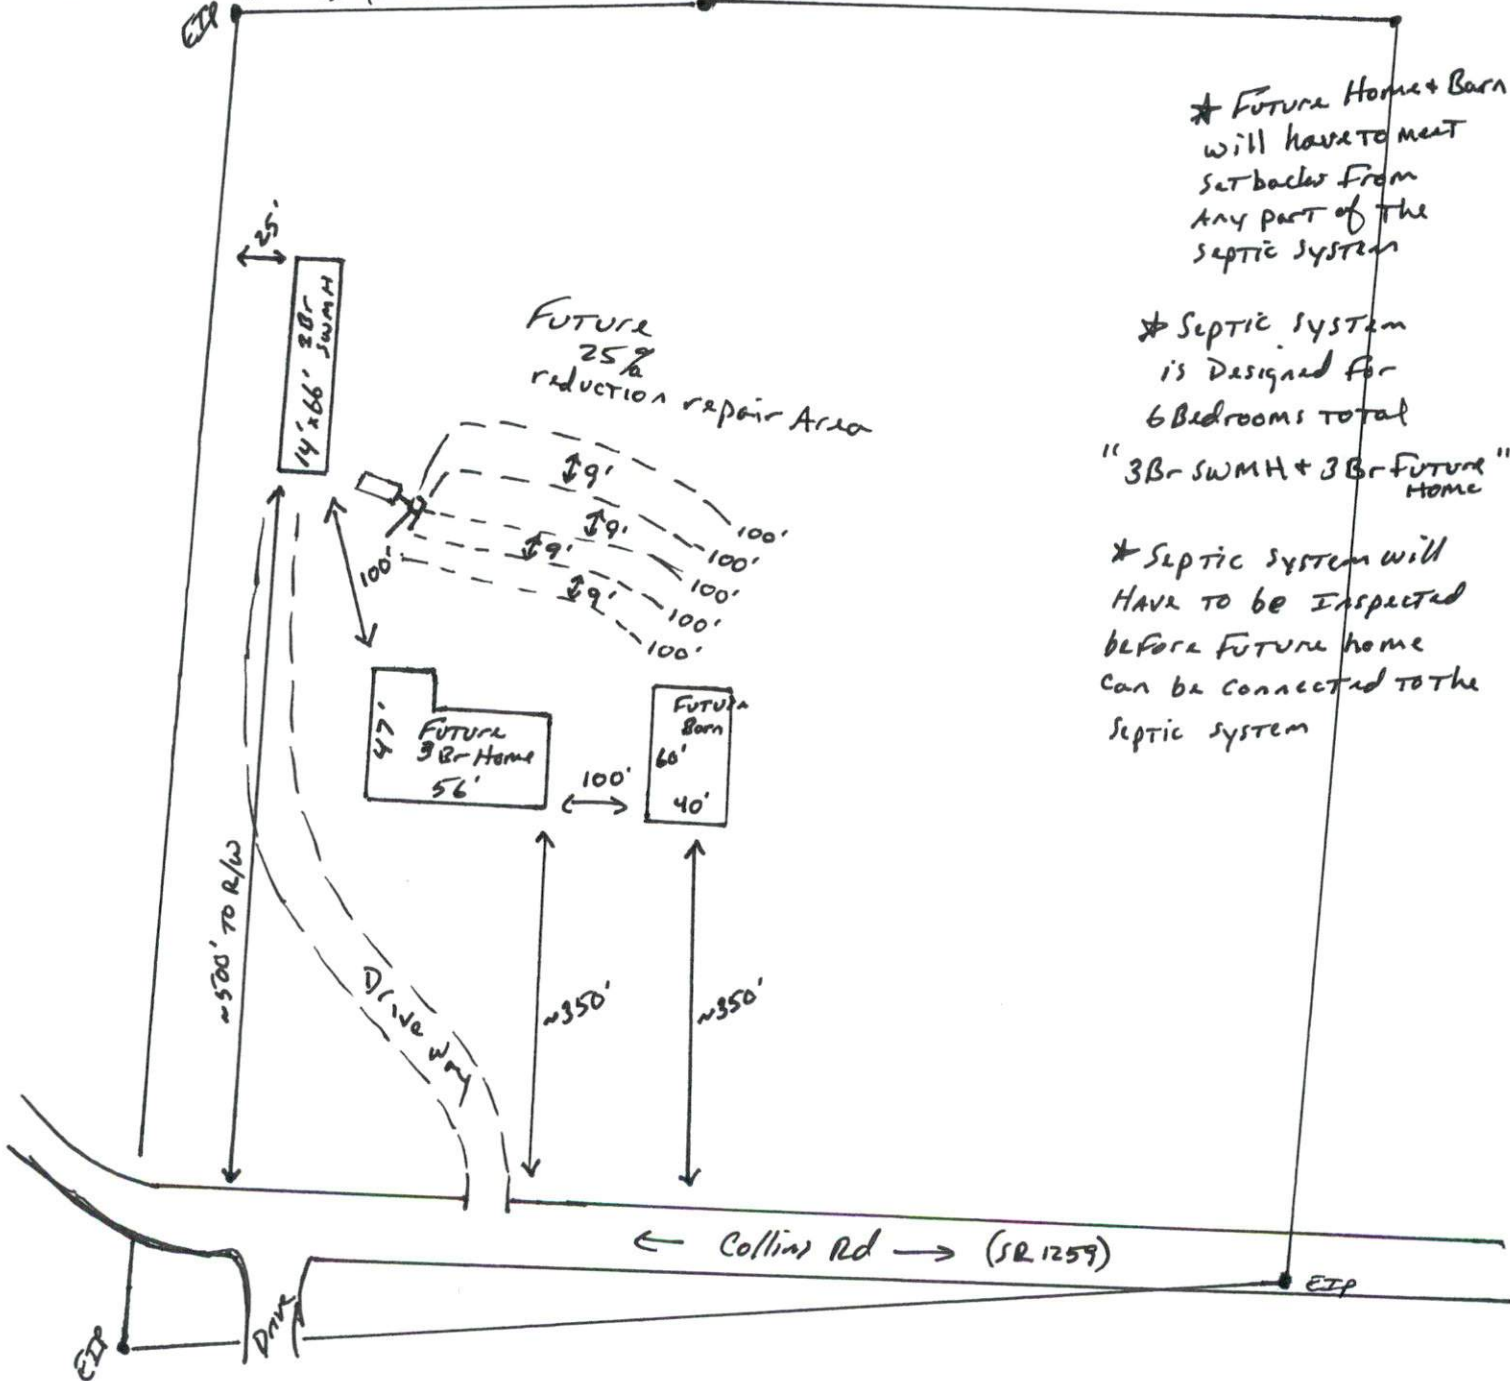 EIP
* Future Home + Barn
will have to meet
setbacks From
Any part of the
septic system
25'
14' x 66' 3Br
SWMH
Future
25%
reduction repair Area
* Septic system
is Designed for
6 Bedrooms Total
"3Br SWMH + 3Br Future"
Home
9'
9'
9'
9'
100'
100'
100'
100'
100'
100'
* Septic system will
HAVE TO be Inspected
before Future home
can be connected to the
septic system
47'
Future
3Br Home
56'
100'
Future
Barn
60'
40'
~500' TO R/W
Drive way
~350'
~350'
← Collins Rd → (SR 1259)
EIP
Drive
EIP